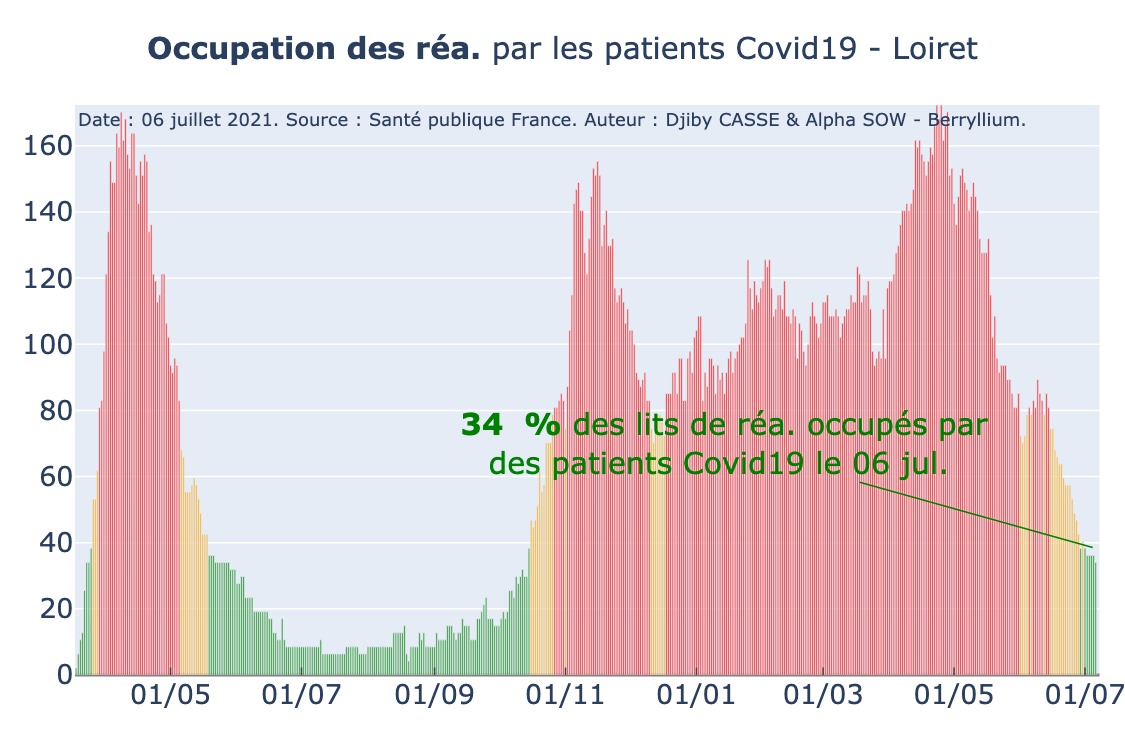 Occupation des réa. par les patients Covid19 - Loiret
Date : 06 juillet 2021. Source : Santé publique France. Auteur : Djiby CASSE & Alpha SOW - Berryllium.
160
140
120
100
80
60
40
20
0
34 % des lits de réa. occupés par
des patients Covid19 le 06 jul.
01/05 01/07 01/09 01/11 01/01 01/03 01/05 01/07